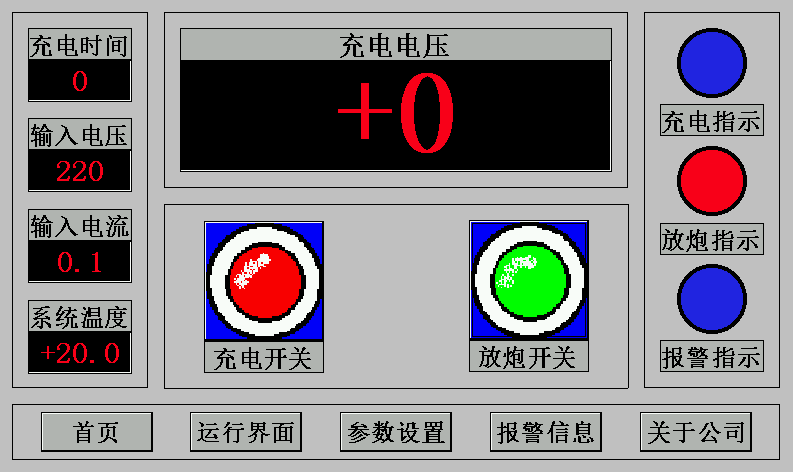 充电时间
0
输入电压
220
输入电流
0.1
系统温度
+20.0
充电电压
+0
充电开关
放炮开关
充电指示
放炮指示
报警指示
首页
运行界面
参数设置
报警信息
关于公司